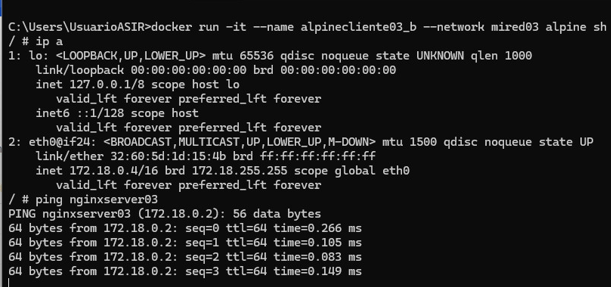 C:\Users\UsuarioASIR>docker run -it --name alpinecliente03_b --network mired03 alpine sh
/ # ip a
1: lo: <LOOPBACK,UP,LOWER_UP> mtu 65536 qdisc noqueue state UNKNOWN qlen 1000
    link/loopback 00:00:00:00:00:00 brd 00:00:00:00:00:00
    inet 127.0.0.1/8 scope host lo
       valid_lft forever preferred_lft forever
    inet6 ::1/128 scope host
       valid_lft forever preferred_lft forever
2: eth0@if24: <BROADCAST,MULTICAST,UP,LOWER_UP,M-DOWN> mtu 1500 qdisc noqueue state UP
    link/ether 32:60:5d:1d:15:4b brd ff:ff:ff:ff:ff:ff
    inet 172.18.0.4/16 brd 172.18.255.255 scope global eth0
       valid_lft forever preferred_lft forever
/ # ping nginxserver03
PING nginxserver03 (172.18.0.2): 56 data bytes
64 bytes from 172.18.0.2: seq=0 ttl=64 time=0.266 ms
64 bytes from 172.18.0.2: seq=1 ttl=64 time=0.105 ms
64 bytes from 172.18.0.2: seq=2 ttl=64 time=0.083 ms
64 bytes from 172.18.0.2: seq=3 ttl=64 time=0.149 ms